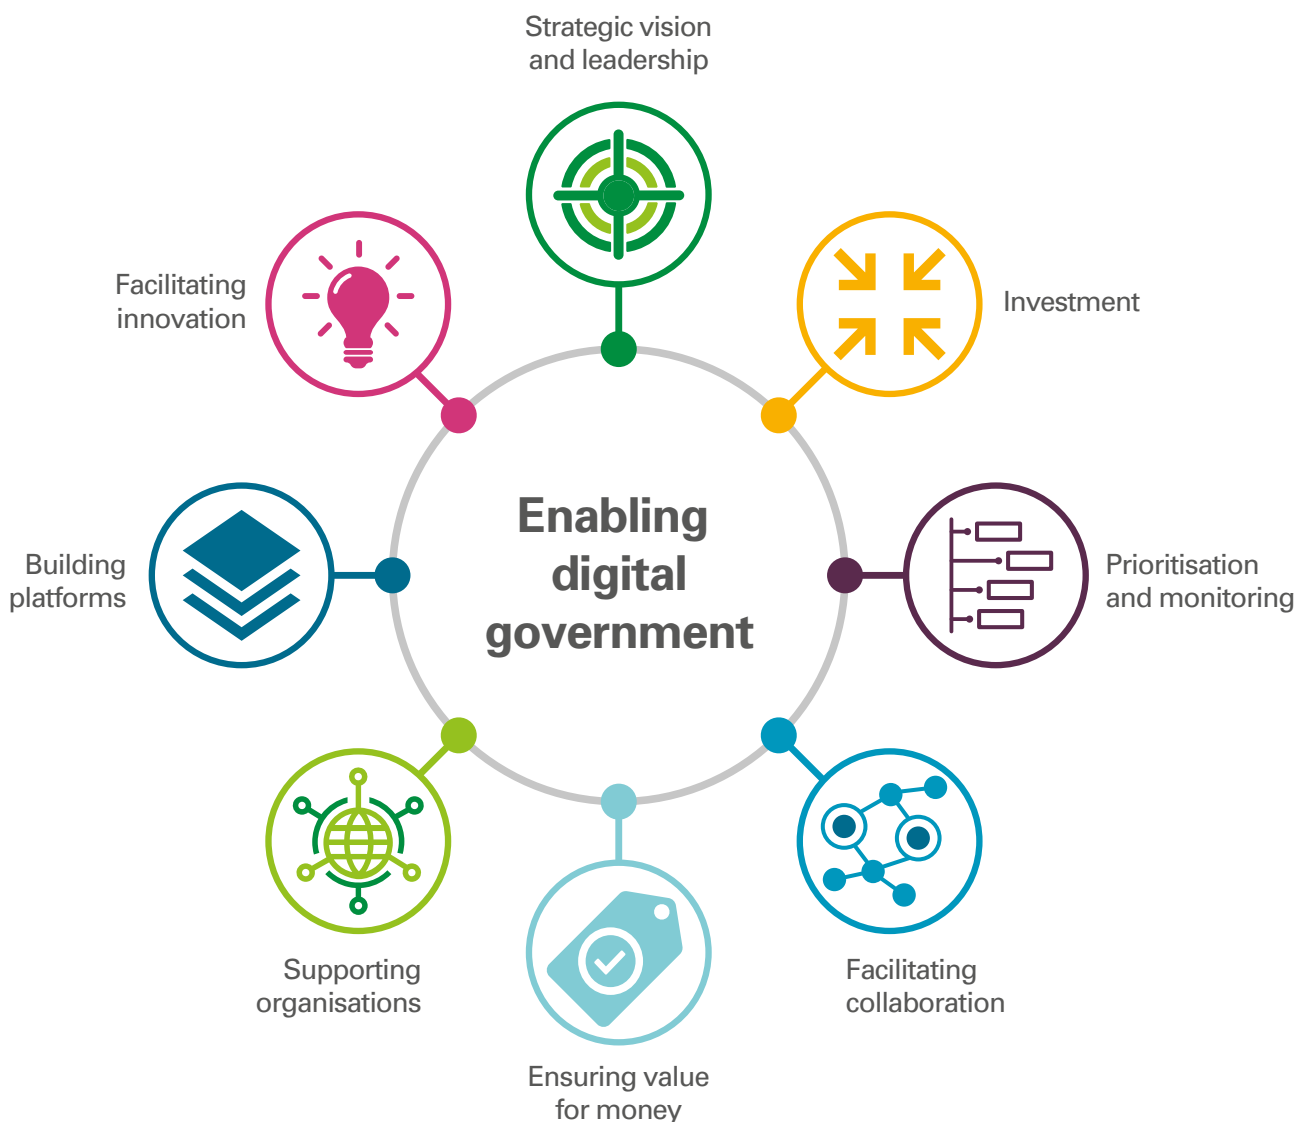 Strategic vision
and leadership
Investment
Prioritisation
and monitoring
Facilitating
collaboration
Ensuring value
for money
Supporting
organisations
Building
platforms
Facilitating
innovation
Enabling
digital
government